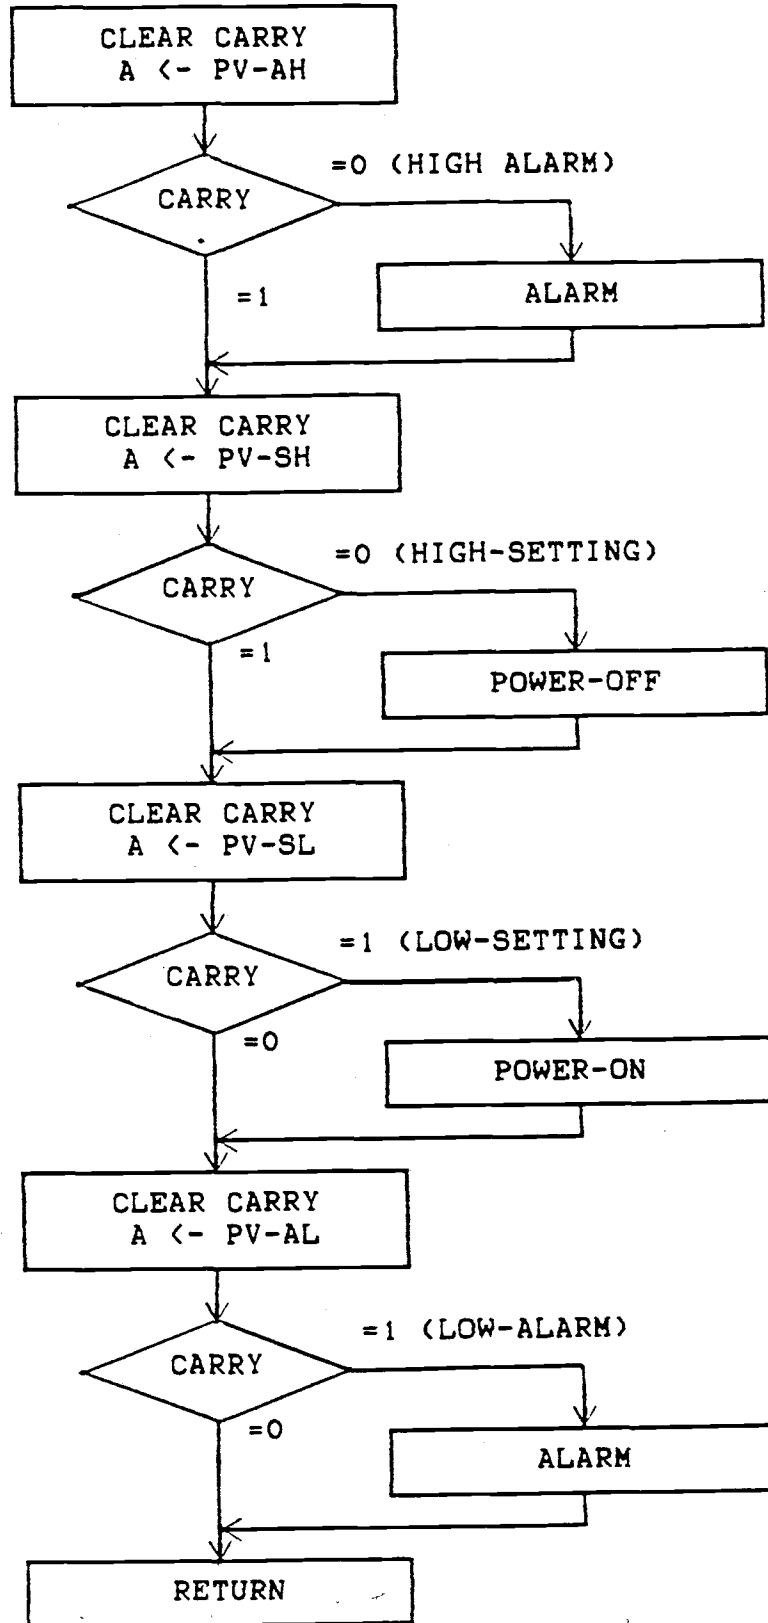 CLEAR CARRY
A <- PV-AH
=0 (HIGH ALARM)
CARRY
=1
ALARM
CLEAR CARRY
A <- PV-SH
=0 (HIGH-SETTING)
CARRY
=1
POWER-OFF
CLEAR CARRY
A <- PV-SL
=1 (LOW-SETTING)
CARRY
=0
POWER-ON
CLEAR CARRY
A <- PV-AL
=1 (LOW-ALARM)
CARRY
=0
ALARM
RETURN